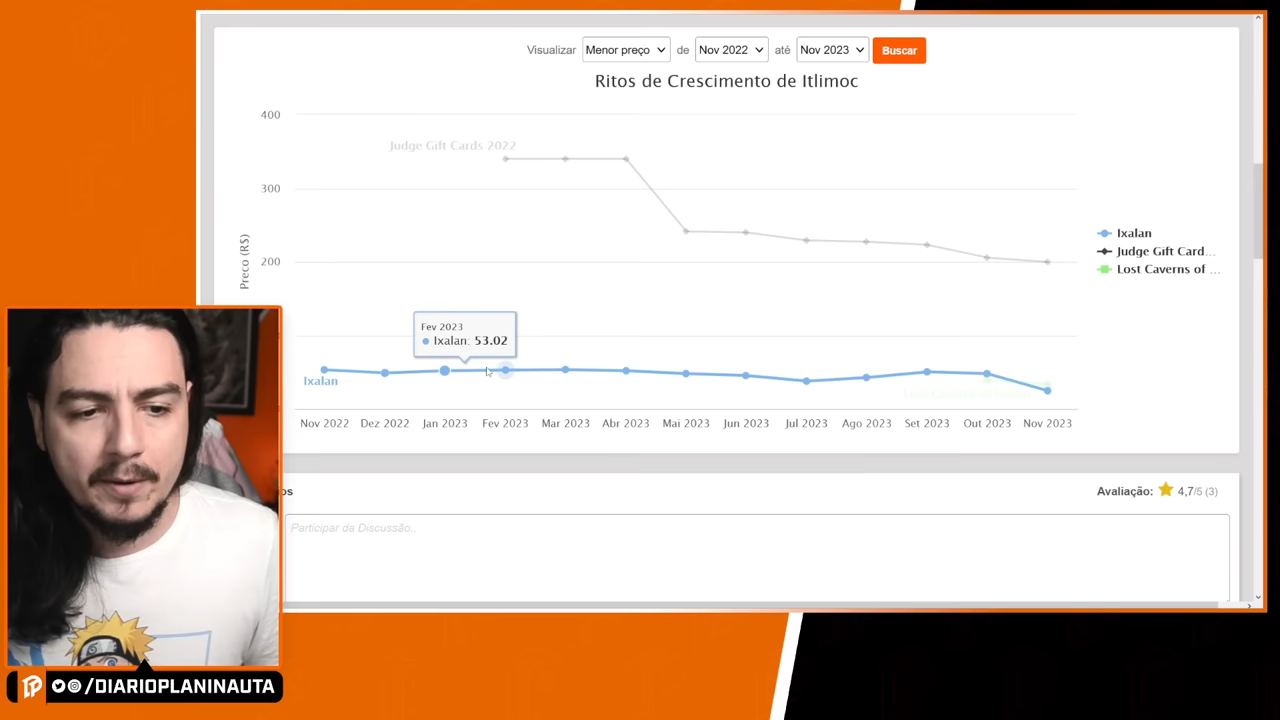 Visualizar Menor preço de Nov 2022 até Nov 2023 Buscar
Ritos de Crescimento de Itlimoc
400
Judge Gift Cards 2022
300
200
Preço (R$)
Ixalan
Judge Gift Card...
Lost Caverns of ...
Fev 2023
Ixalan: 53.02
Ixalan
Nov 2022 Dez 2022 Jan 2023 Fev 2023 Mar 2023 Abr 2023 Mai 2023 Jun 2023 Jul 2023 Ago 2023 Set 2023 Out 2023 Nov 2023
os
Avaliação: 4,7/5 (3)
Participar da Discussão..
/DIARIOPLANINAUTA